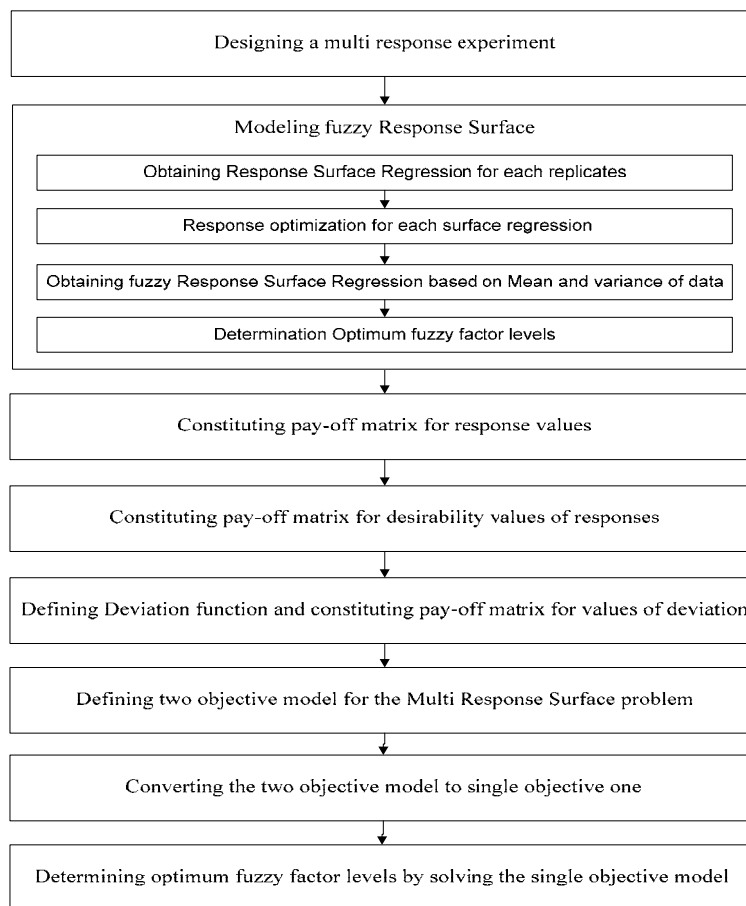 Designing a multi response experiment
Modeling fuzzy Response Surface
Obtaining Response Surface Regression for each replicates
Response optimization for each surface regression
Obtaining fuzzy Response Surface Regression based on Mean and variance of data
Determination Optimum fuzzy factor levels
Constituting pay-off matrix for response values
Constituting pay-off matrix for desirability values of responses
Defining Deviation function and constituting pay-off matrix for values of deviation
Defining two objective model for the Multi Response Surface problem
Converting the two objective model to single objective one
Determining optimum fuzzy factor levels by solving the single objective model